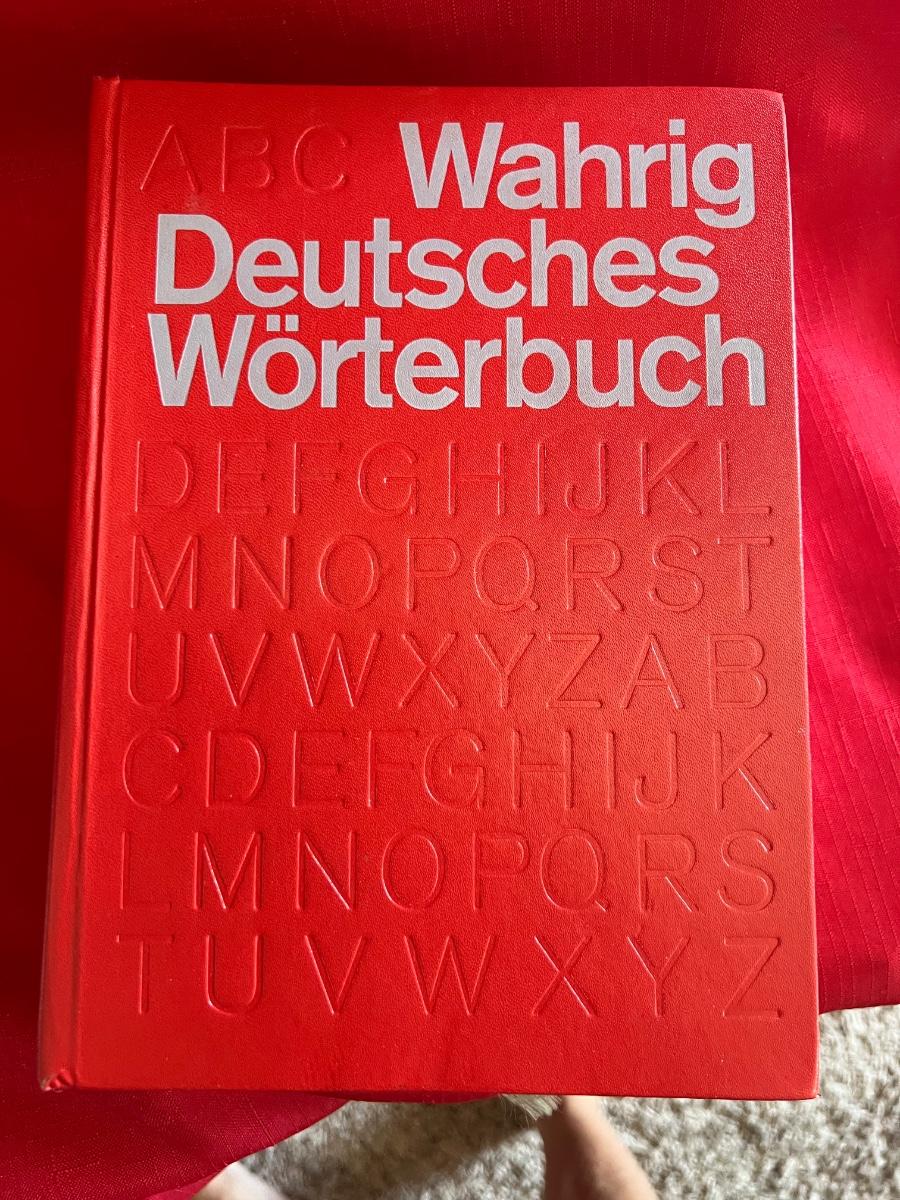 ABC Wahrig
Deutsches
Wörterbuch
DEFGHIJKL
MNOPQRST
UVWXYZAB
CDEFGHIJK
LMNOPQRS
TUVWXYZ